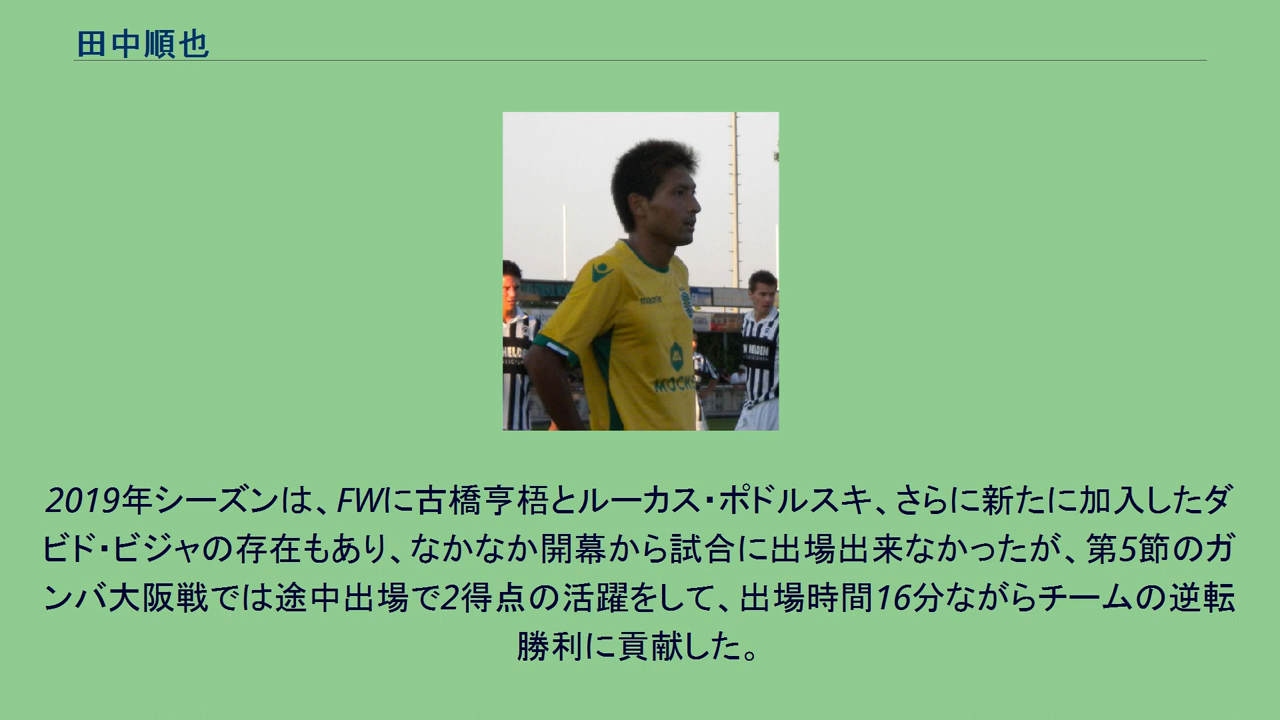 田中順也
macron
МОСКВ
HELD
N HELDEM
2019年シーズンは、FWに古橋亨梧とルーカス・ポドルスキ、さらに新たに加入したダ
ビド・ビジャの存在もあり、なかなか開幕から試合に出場出来なかったが、第5節のガ
ンバ大阪戦では途中出場で2得点の活躍をして、出場時間16分ながらチームの逆転
勝利に貢献した。